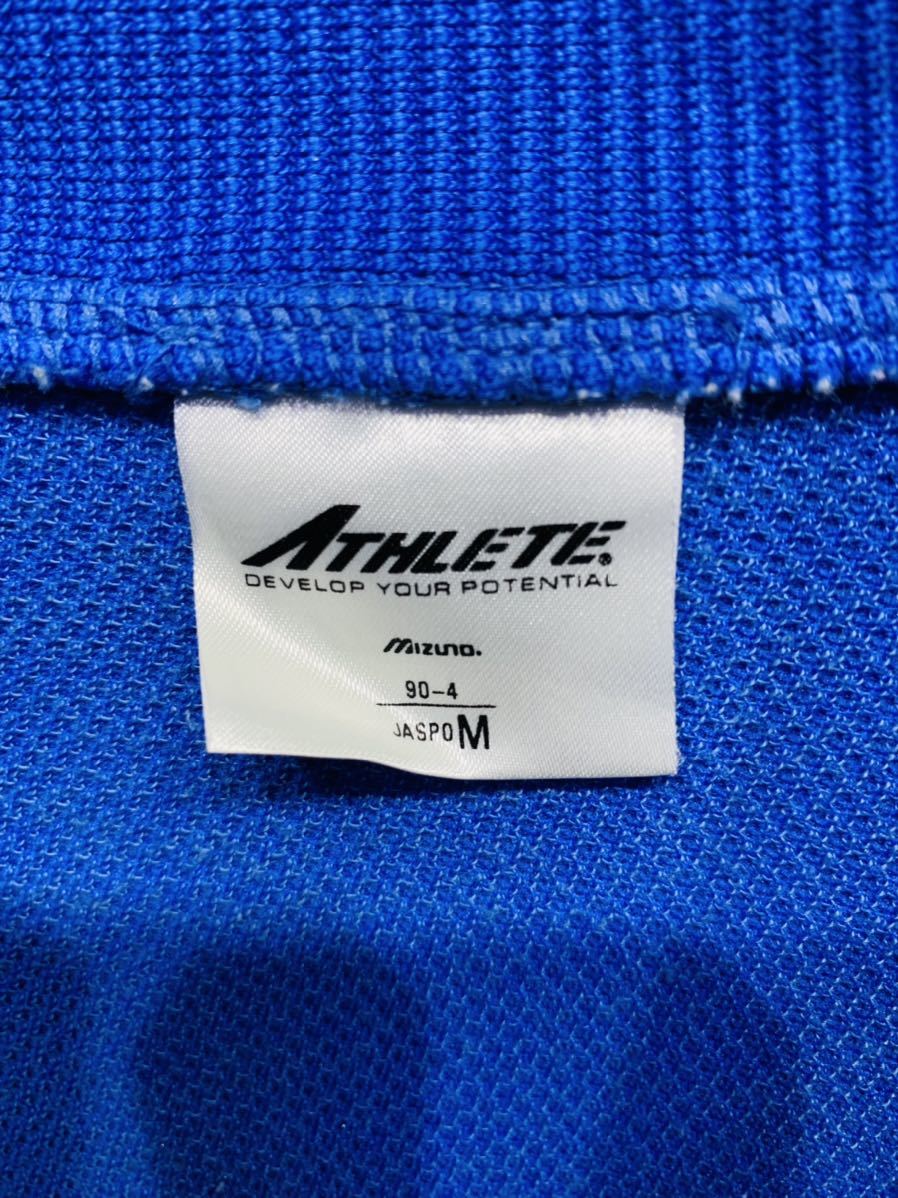 ATHLETE®
DEVELOP YOUR POTENTIAL
mizuno.
90-4
JASPO M